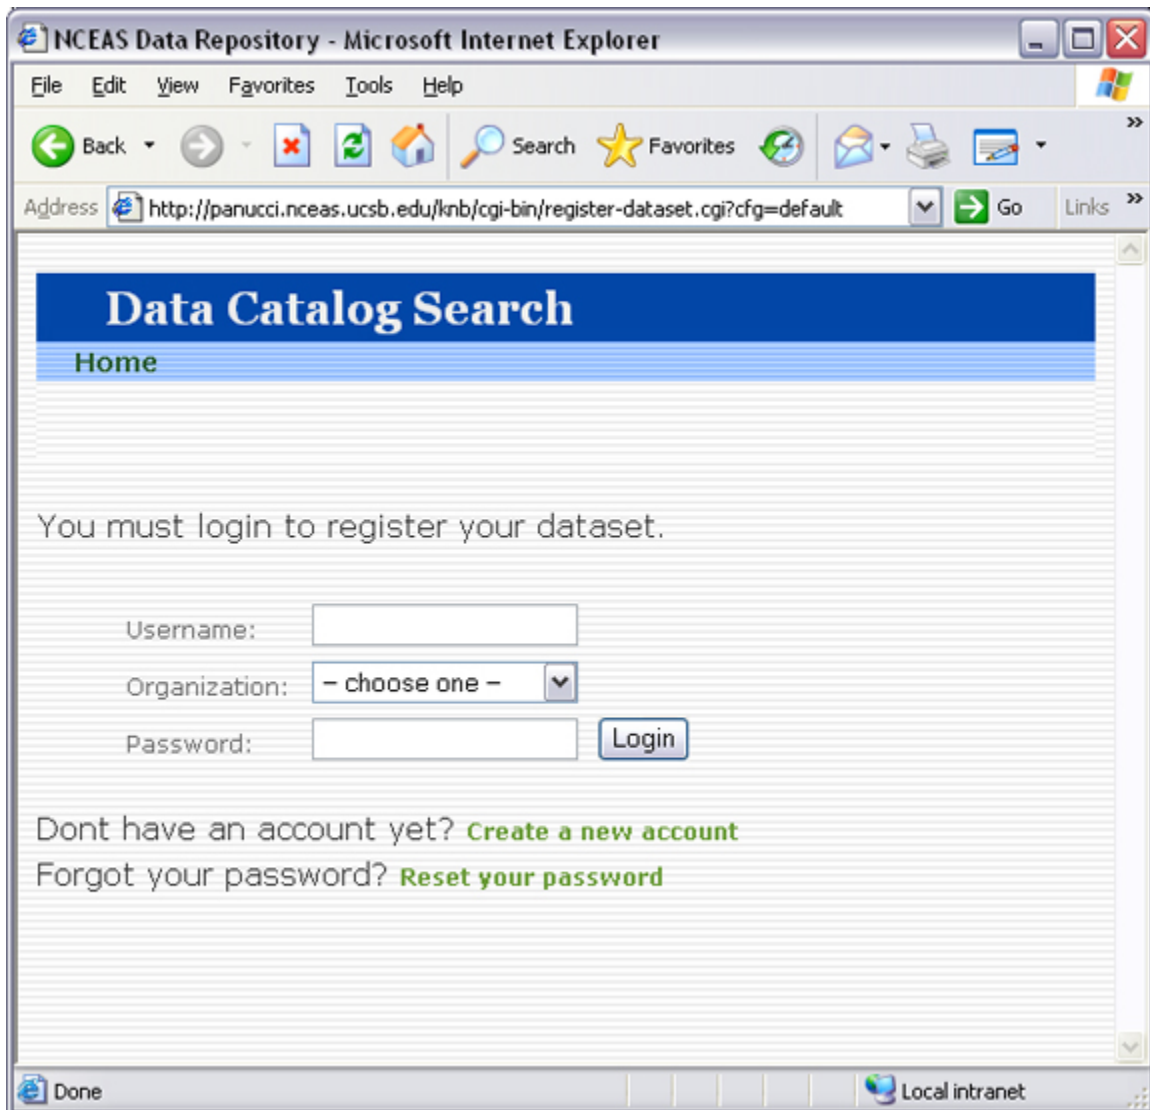 NCEAS Data Repository - Microsoft Internet Explorer
File Edit View Favorites Tools Help
Back Search Favorites »
Address http://panucci.nceas.ucsb.edu/knb/cgi-bin/register-dataset.cgi?cfg=default Go Links »
Data Catalog Search
Home
You must login to register your dataset.
Username:
Organization: – choose one –
Password: Login
Dont have an account yet? Create a new account
Forgot your password? Reset your password
Done Local intranet